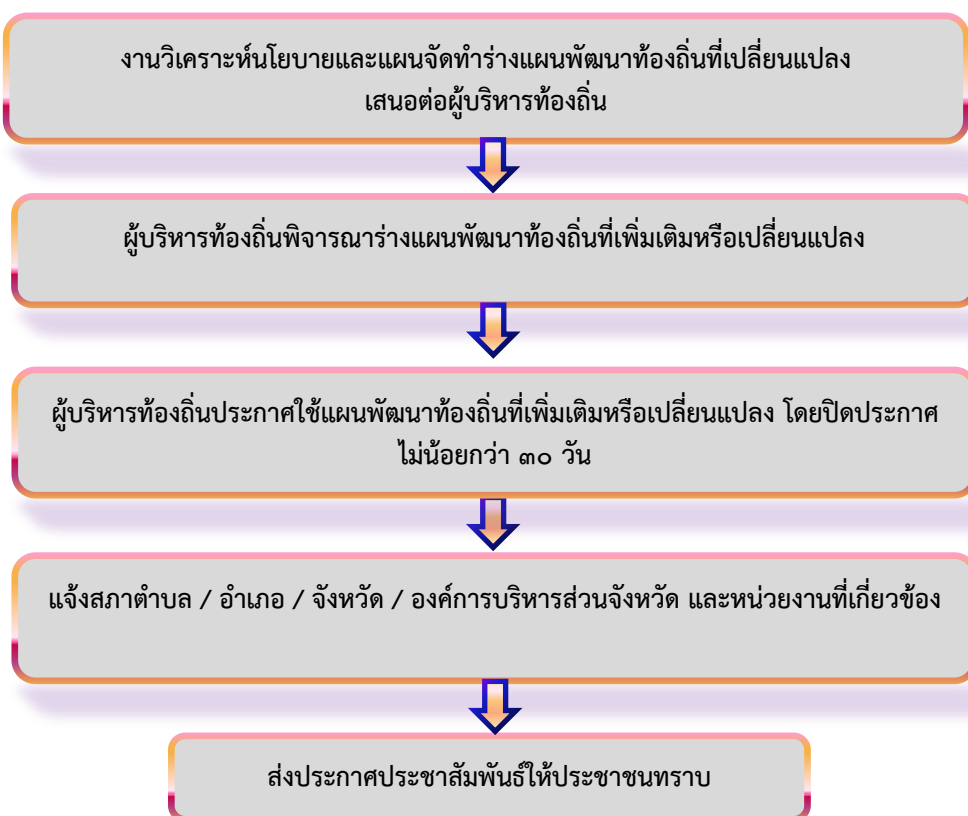 งานวิเคราะห์นโยบายและแผนจัดทำร่างแผนพัฒนาท้องถิ่นที่เปลี่ยนแปลง
เสนอต่อผู้บริหารท้องถิ่น
ผู้บริหารท้องถิ่นพิจารณาร่างแผนพัฒนาท้องถิ่นที่เพิ่มเติมหรือเปลี่ยนแปลง
ผู้บริหารท้องถิ่นประกาศใช้แผนพัฒนาท้องถิ่นที่เพิ่มเติมหรือเปลี่ยนแปลง โดยปิดประกาศ
ไม่น้อยกว่า ๓๐ วัน
แจ้งสภาตำบล / อำเภอ / จังหวัด / องค์การบริหารส่วนจังหวัด และหน่วยงานที่เกี่ยวข้อง
ส่งประกาศประชาสัมพันธ์ให้ประชาชนทราบ